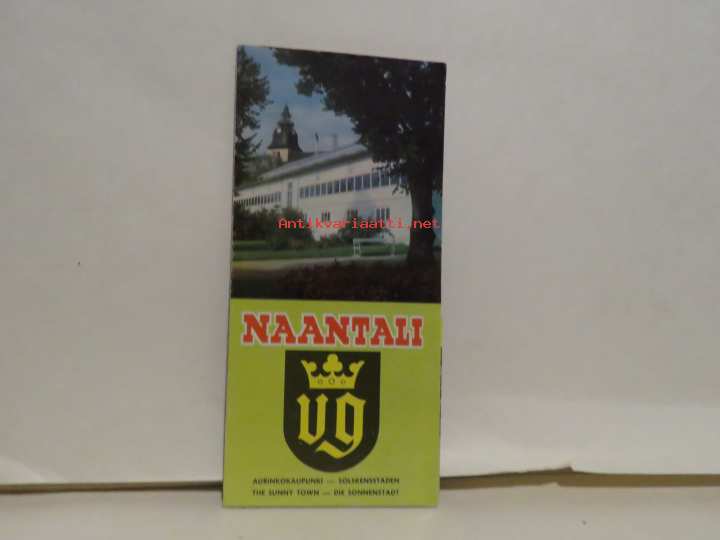 Antikvariaatti.net
NAANTALI
vg
AURINKOKAUPUNKI — SOLSKENSSTADEN
THE SUNNY TOWN — DIE SONNENSTADT